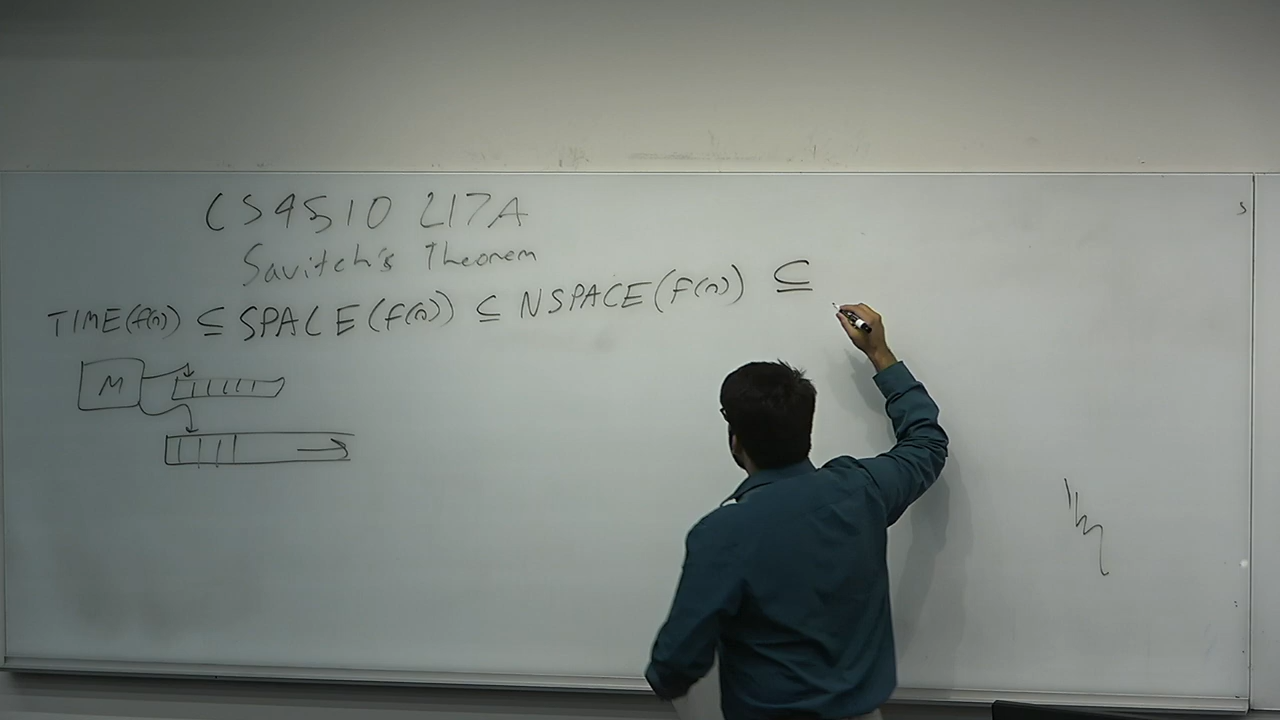 CS4510 L17A
Savitch's Theorem
TIME(f(n)) ⊆ SPACE(f(n)) ⊆ NSPACE(f(n)) ⊆
M